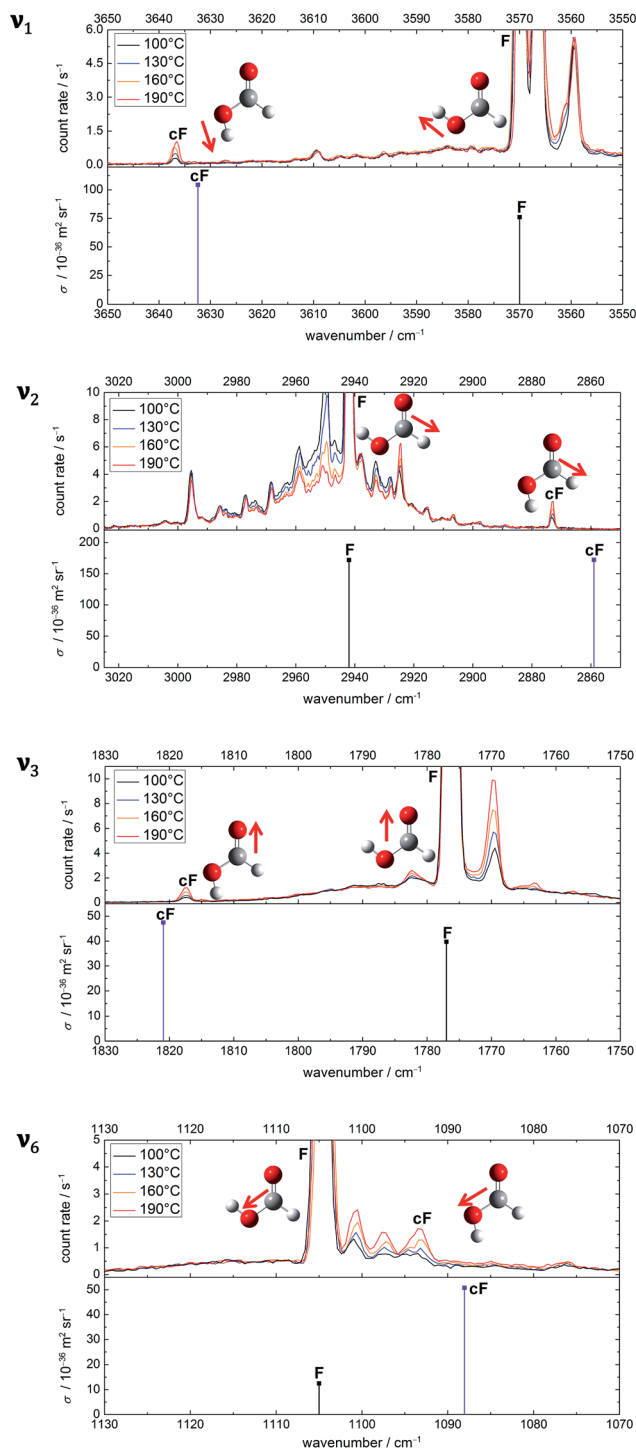 ν₁
3650 3640 3630 3620 3610 3600 3590 3580 3570 3560 3550
6.0
4.5
3.0
1.5
0.0
count rate / s⁻¹
100°C
130°C
160°C
190°C
cF
F
100
75
50
25
0
σ / 10⁻³⁶ m² sr⁻¹
cF
F
3650 3640 3630 3620 3610 3600 3590 3580 3570 3560 3550
wavenumber / cm⁻¹
ν₂
3020 3000 2980 2960 2940 2920 2900 2880 2860
10
8
6
4
2
0
count rate / s⁻¹
100°C
130°C
160°C
190°C
F
cF
200
150
100
50
0
σ / 10⁻³⁶ m² sr⁻¹
F
cF
3020 3000 2980 2960 2940 2920 2900 2880 2860
wavenumber / cm⁻¹
ν₃
1830 1820 1810 1800 1790 1780 1770 1760 1750
10
8
6
4
2
0
count rate / s⁻¹
100°C
130°C
160°C
190°C
cF
F
50
40
30
20
10
0
σ / 10⁻³⁶ m² sr⁻¹
cF
F
1830 1820 1810 1800 1790 1780 1770 1760 1750
wavenumber / cm⁻¹
ν₆
1130 1120 1110 1100 1090 1080 1070
5
4
3
2
1
0
count rate / s⁻¹
100°C
130°C
160°C
190°C
F
cF
50
40
30
20
10
0
σ / 10⁻³⁶ m² sr⁻¹
F
cF
1130 1120 1110 1100 1090 1080 1070
wavenumber / cm⁻¹